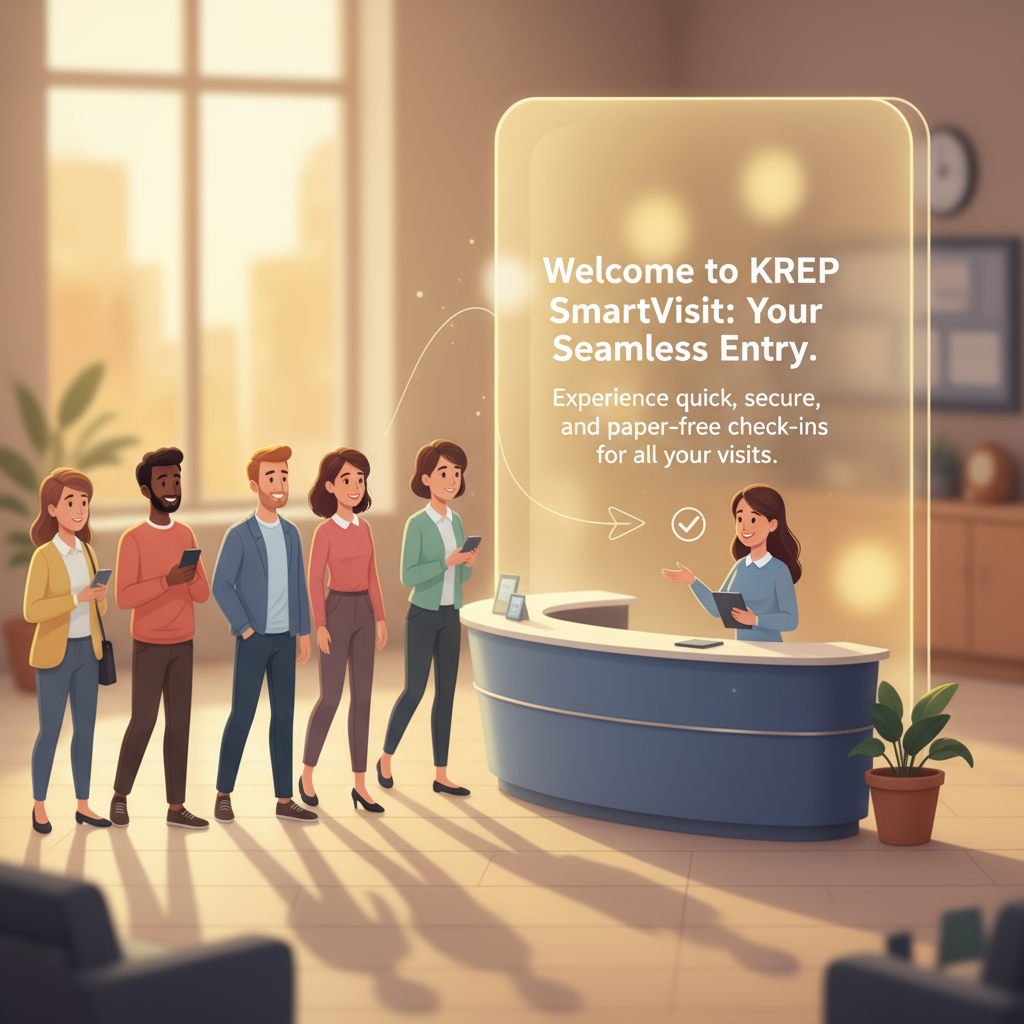 Welcome to KREP
SmartVisit: Your
Seamless Entry.
Experience quick, secure,
and paper-free check-ins
for all your visits.